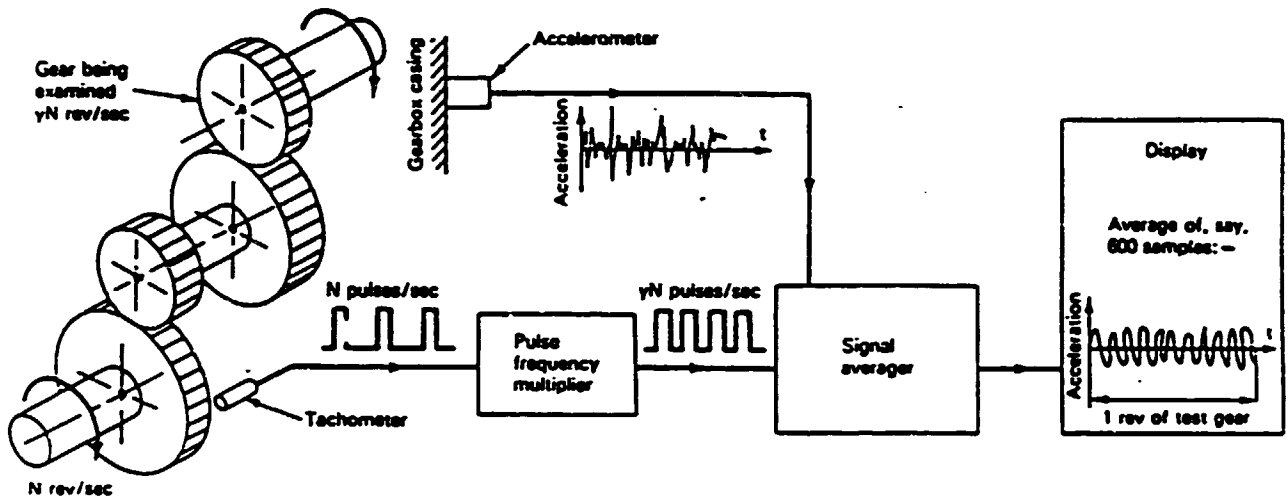 Gear being
examined
γN rev/sec
Gearbox casing
Accelerometer
Acceleration
t
Display
Average of, say,
600 samples:—
N pulses/sec
γN pulses/sec
Pulse
frequency
multiplier
Signal
averager
Acceleration
t
1 rev of test gear
Tachometer
N rev/sec